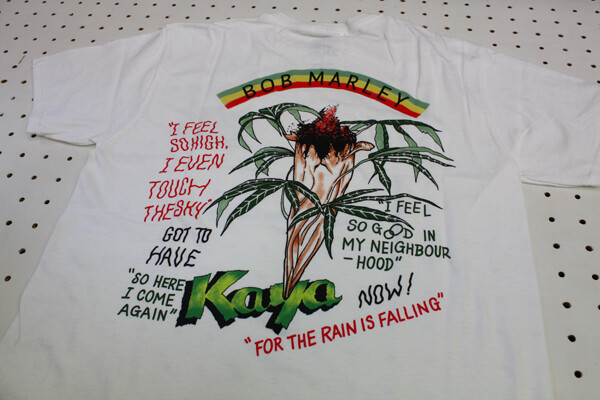 BOB MARLEY
"I FEEL
SO HIGH,
I EVEN
TOUCH
THE SKY"
GOT TO
HAVE
"SO HERE
I COME
AGAIN"
Kaya
NOW!
"I FEEL
SO GOOD IN
MY NEIGHBOUR
-HOOD"
"FOR THE RAIN IS FALLING"